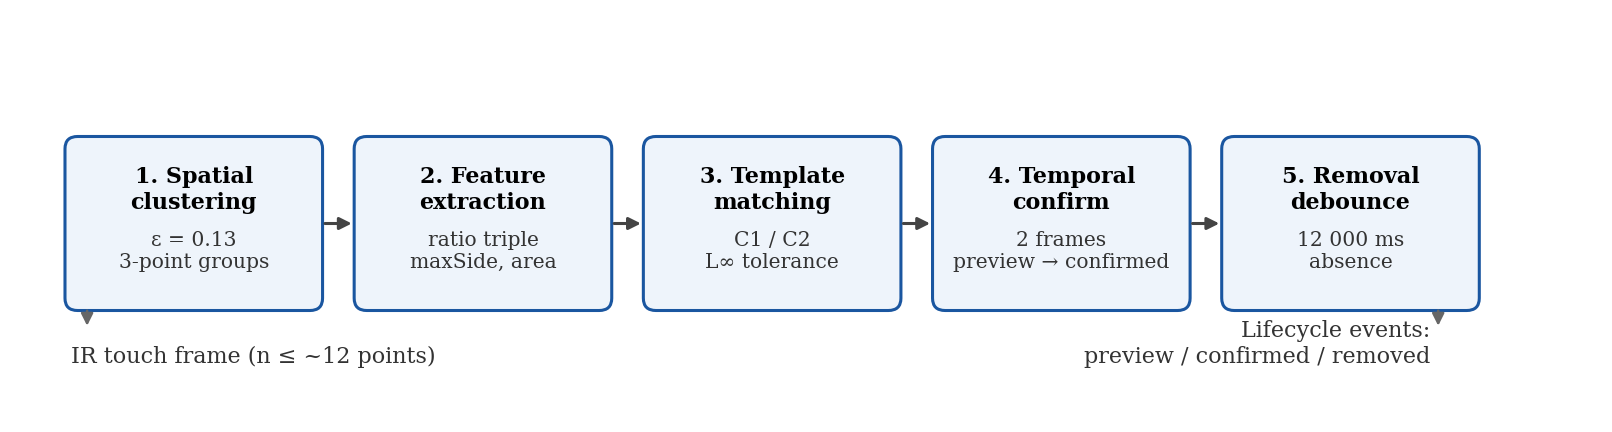 1. Spatial
clustering
ε = 0.13
3-point groups
2. Feature
extraction
ratio triple
maxSide, area
3. Template
matching
C1 / C2
L∞ tolerance
4. Temporal
confirm
2 frames
preview → confirmed
5. Removal
debounce
12 000 ms
absence
IR touch frame (n ≤ ~12 points)
Lifecycle events:
preview / confirmed / removed